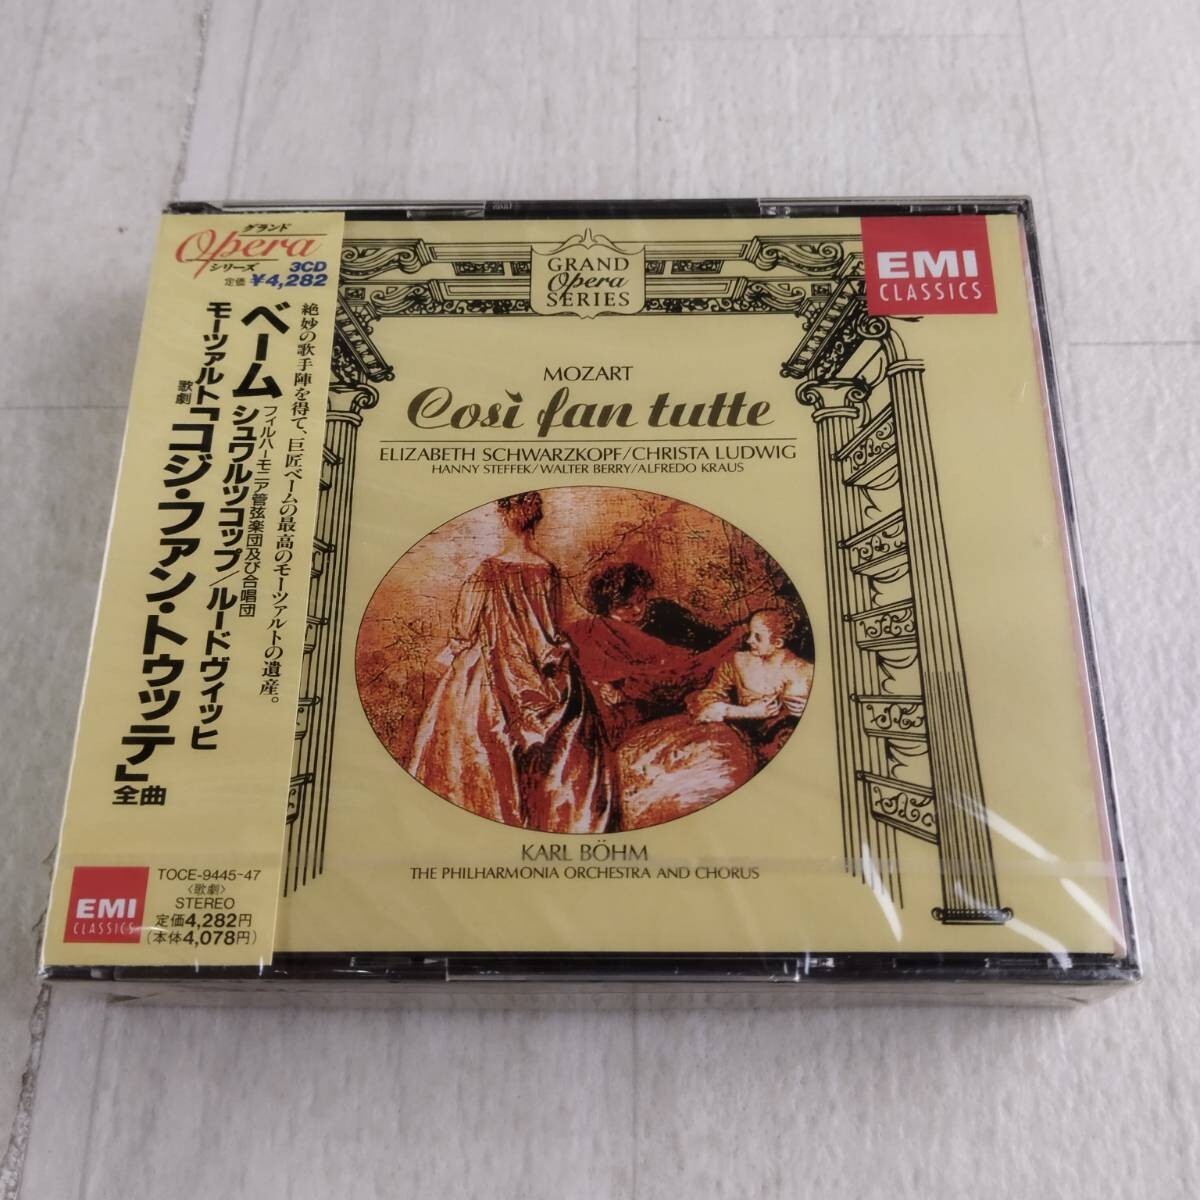 グランド
Opera
シリーズ
3CD
定価 ¥4,282
絶妙の歌手陣を得て、巨匠ベームの最高のモーツァルトの遺産。
ベーム
フィルハーモニア管弦楽団及び合唱団
シュワルツコップ/ルードヴィッヒ
モーツァルト
歌劇
「コジ・ファン・トゥッテ」全曲
EMI
CLASSICS
TOCE-9445~47
〈歌劇〉
STEREO
定価4,282円
(本体4,078円)
GRAND
Opera
SERIES
EMI
CLASSICS
MOZART
Così fan tutte
ELIZABETH SCHWARZKOPF/CHRISTA LUDWIG
HANNY STEFFEK/WALTER BERRY/ALFREDO KRAUS
KARL BÖHM
THE PHILHARMONIA ORCHESTRA AND CHORUS